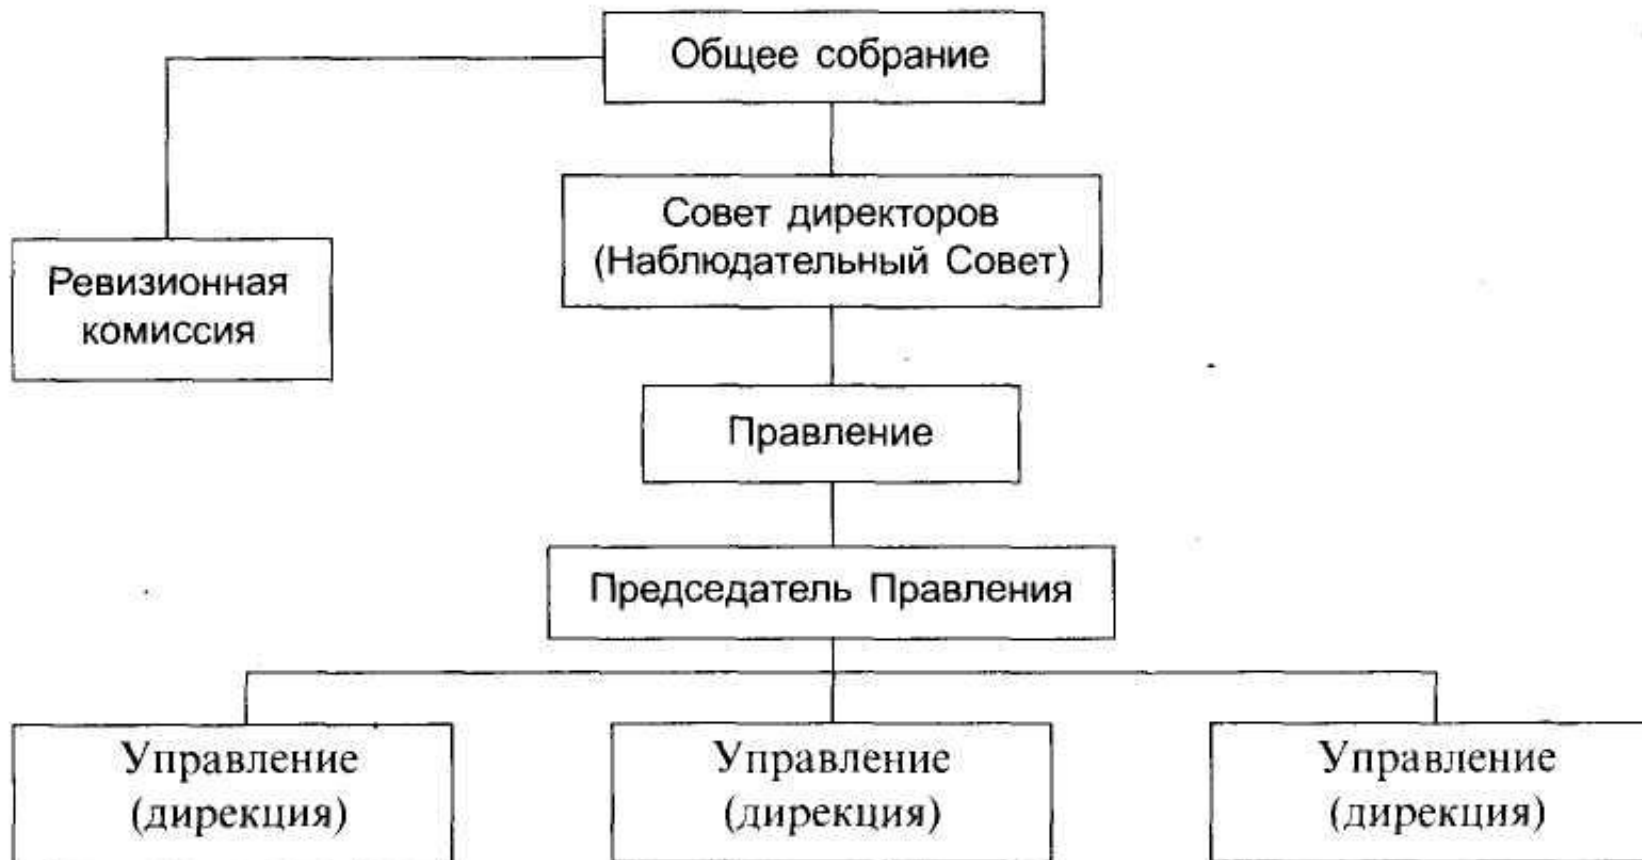 Общее собрание
Совет директоров
(Наблюдательный Совет)
Ревизионная
комиссия
Правление
Председатель Правления
Управление
(дирекция)
Управление
(дирекция)
Управление
(дирекция)